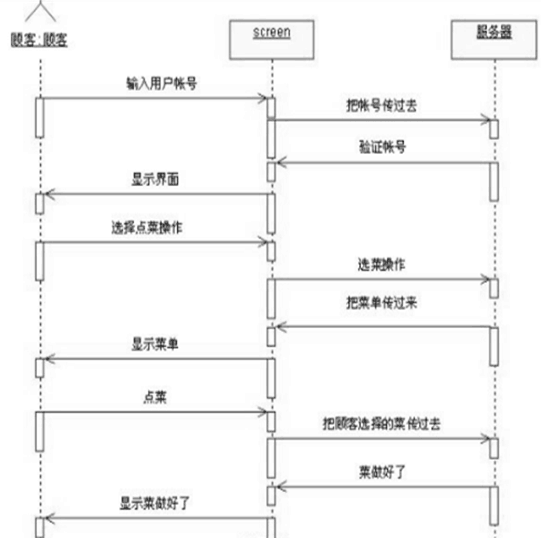 顾客:顾客
screen
服务器
输入用户帐号
把帐号传过去
验证帐号
显示界面
选择点菜操作
选菜操作
把菜单传过来
显示菜单
点菜
把顾客选择的菜传过去
菜做好了
显示菜做好了